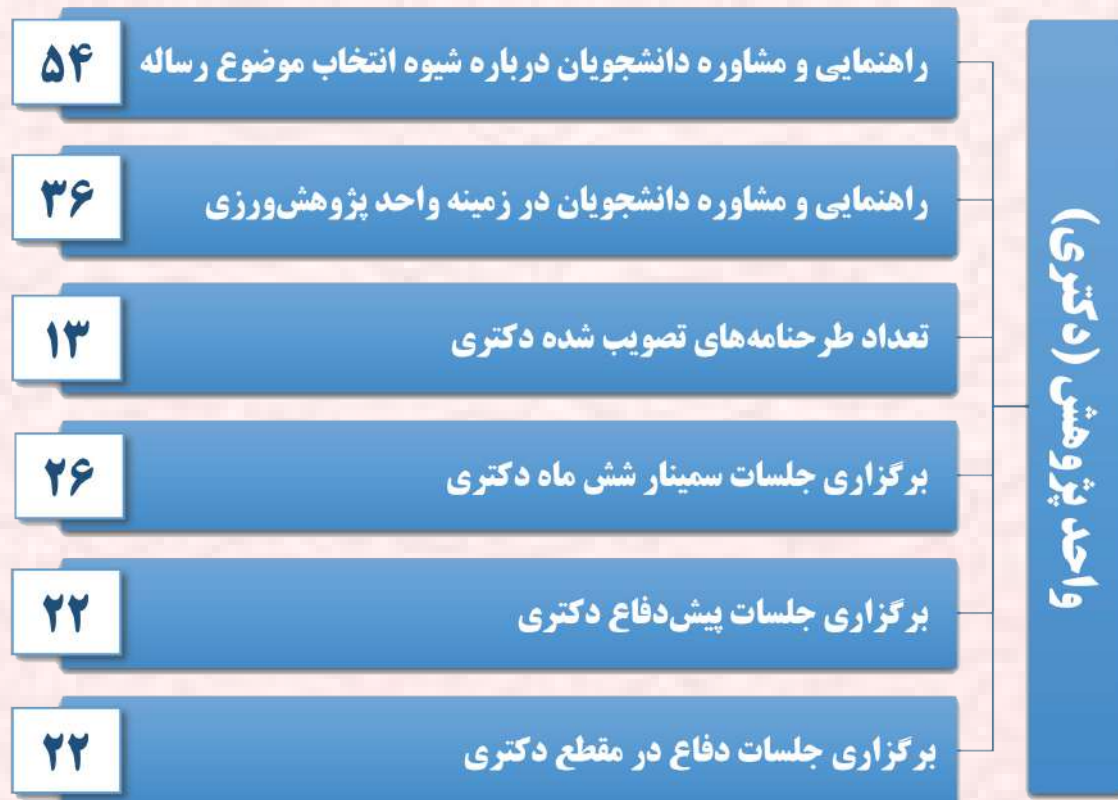 واحد پژوهش (دکتری)
راهنمایی و مشاوره دانشجویان درباره شیوه انتخاب موضوع رساله
۵۴
راهنمایی و مشاوره دانشجویان در زمینه واحد پژوهش‌ورزی
۳۶
تعداد طرحنامه‌های تصویب شده دکتری
۱۳
برگزاری جلسات سمینار شش ماه دکتری
۲۶
برگزاری جلسات پیش‌دفاع دکتری
۲۲
برگزاری جلسات دفاع در مقطع دکتری
۲۲